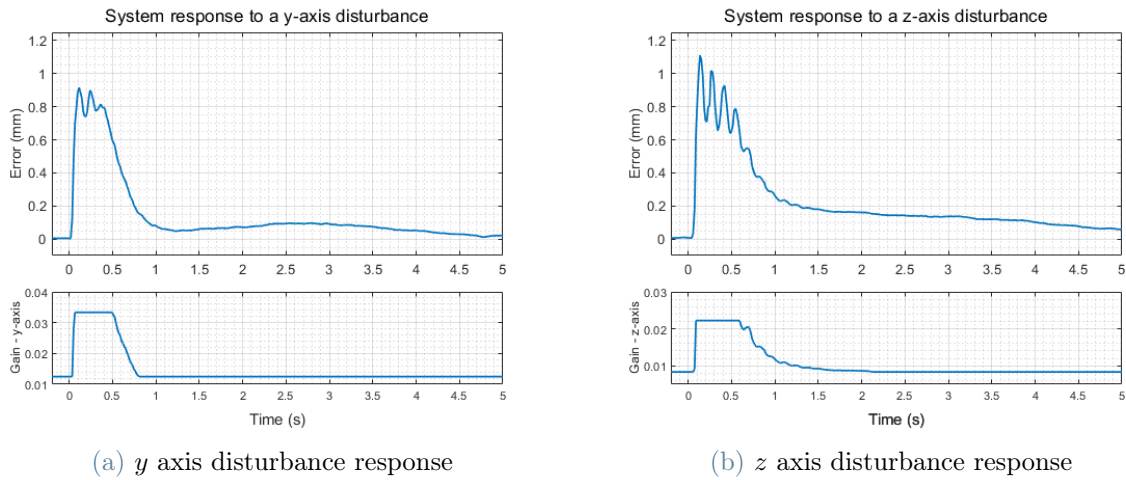 System response to a y-axis disturbance
1.2
1
0.8
0.6
0.4
0.2
0
Error (mm)
0 0.5 1 1.5 2 2.5 3 3.5 4 4.5 5
0.04
0.03
0.02
0.01
Gain - y-axis
0 0.5 1 1.5 2 2.5 3 3.5 4 4.5 5
Time (s)
(a) y axis disturbance response
System response to a z-axis disturbance
1.2
1
0.8
0.6
0.4
0.2
0
Error (mm)
0 0.5 1 1.5 2 2.5 3 3.5 4 4.5 5
0.03
0.02
0.01
Gain - z-axis
0 0.5 1 1.5 2 2.5 3 3.5 4 4.5 5
Time (s)
(b) z axis disturbance response